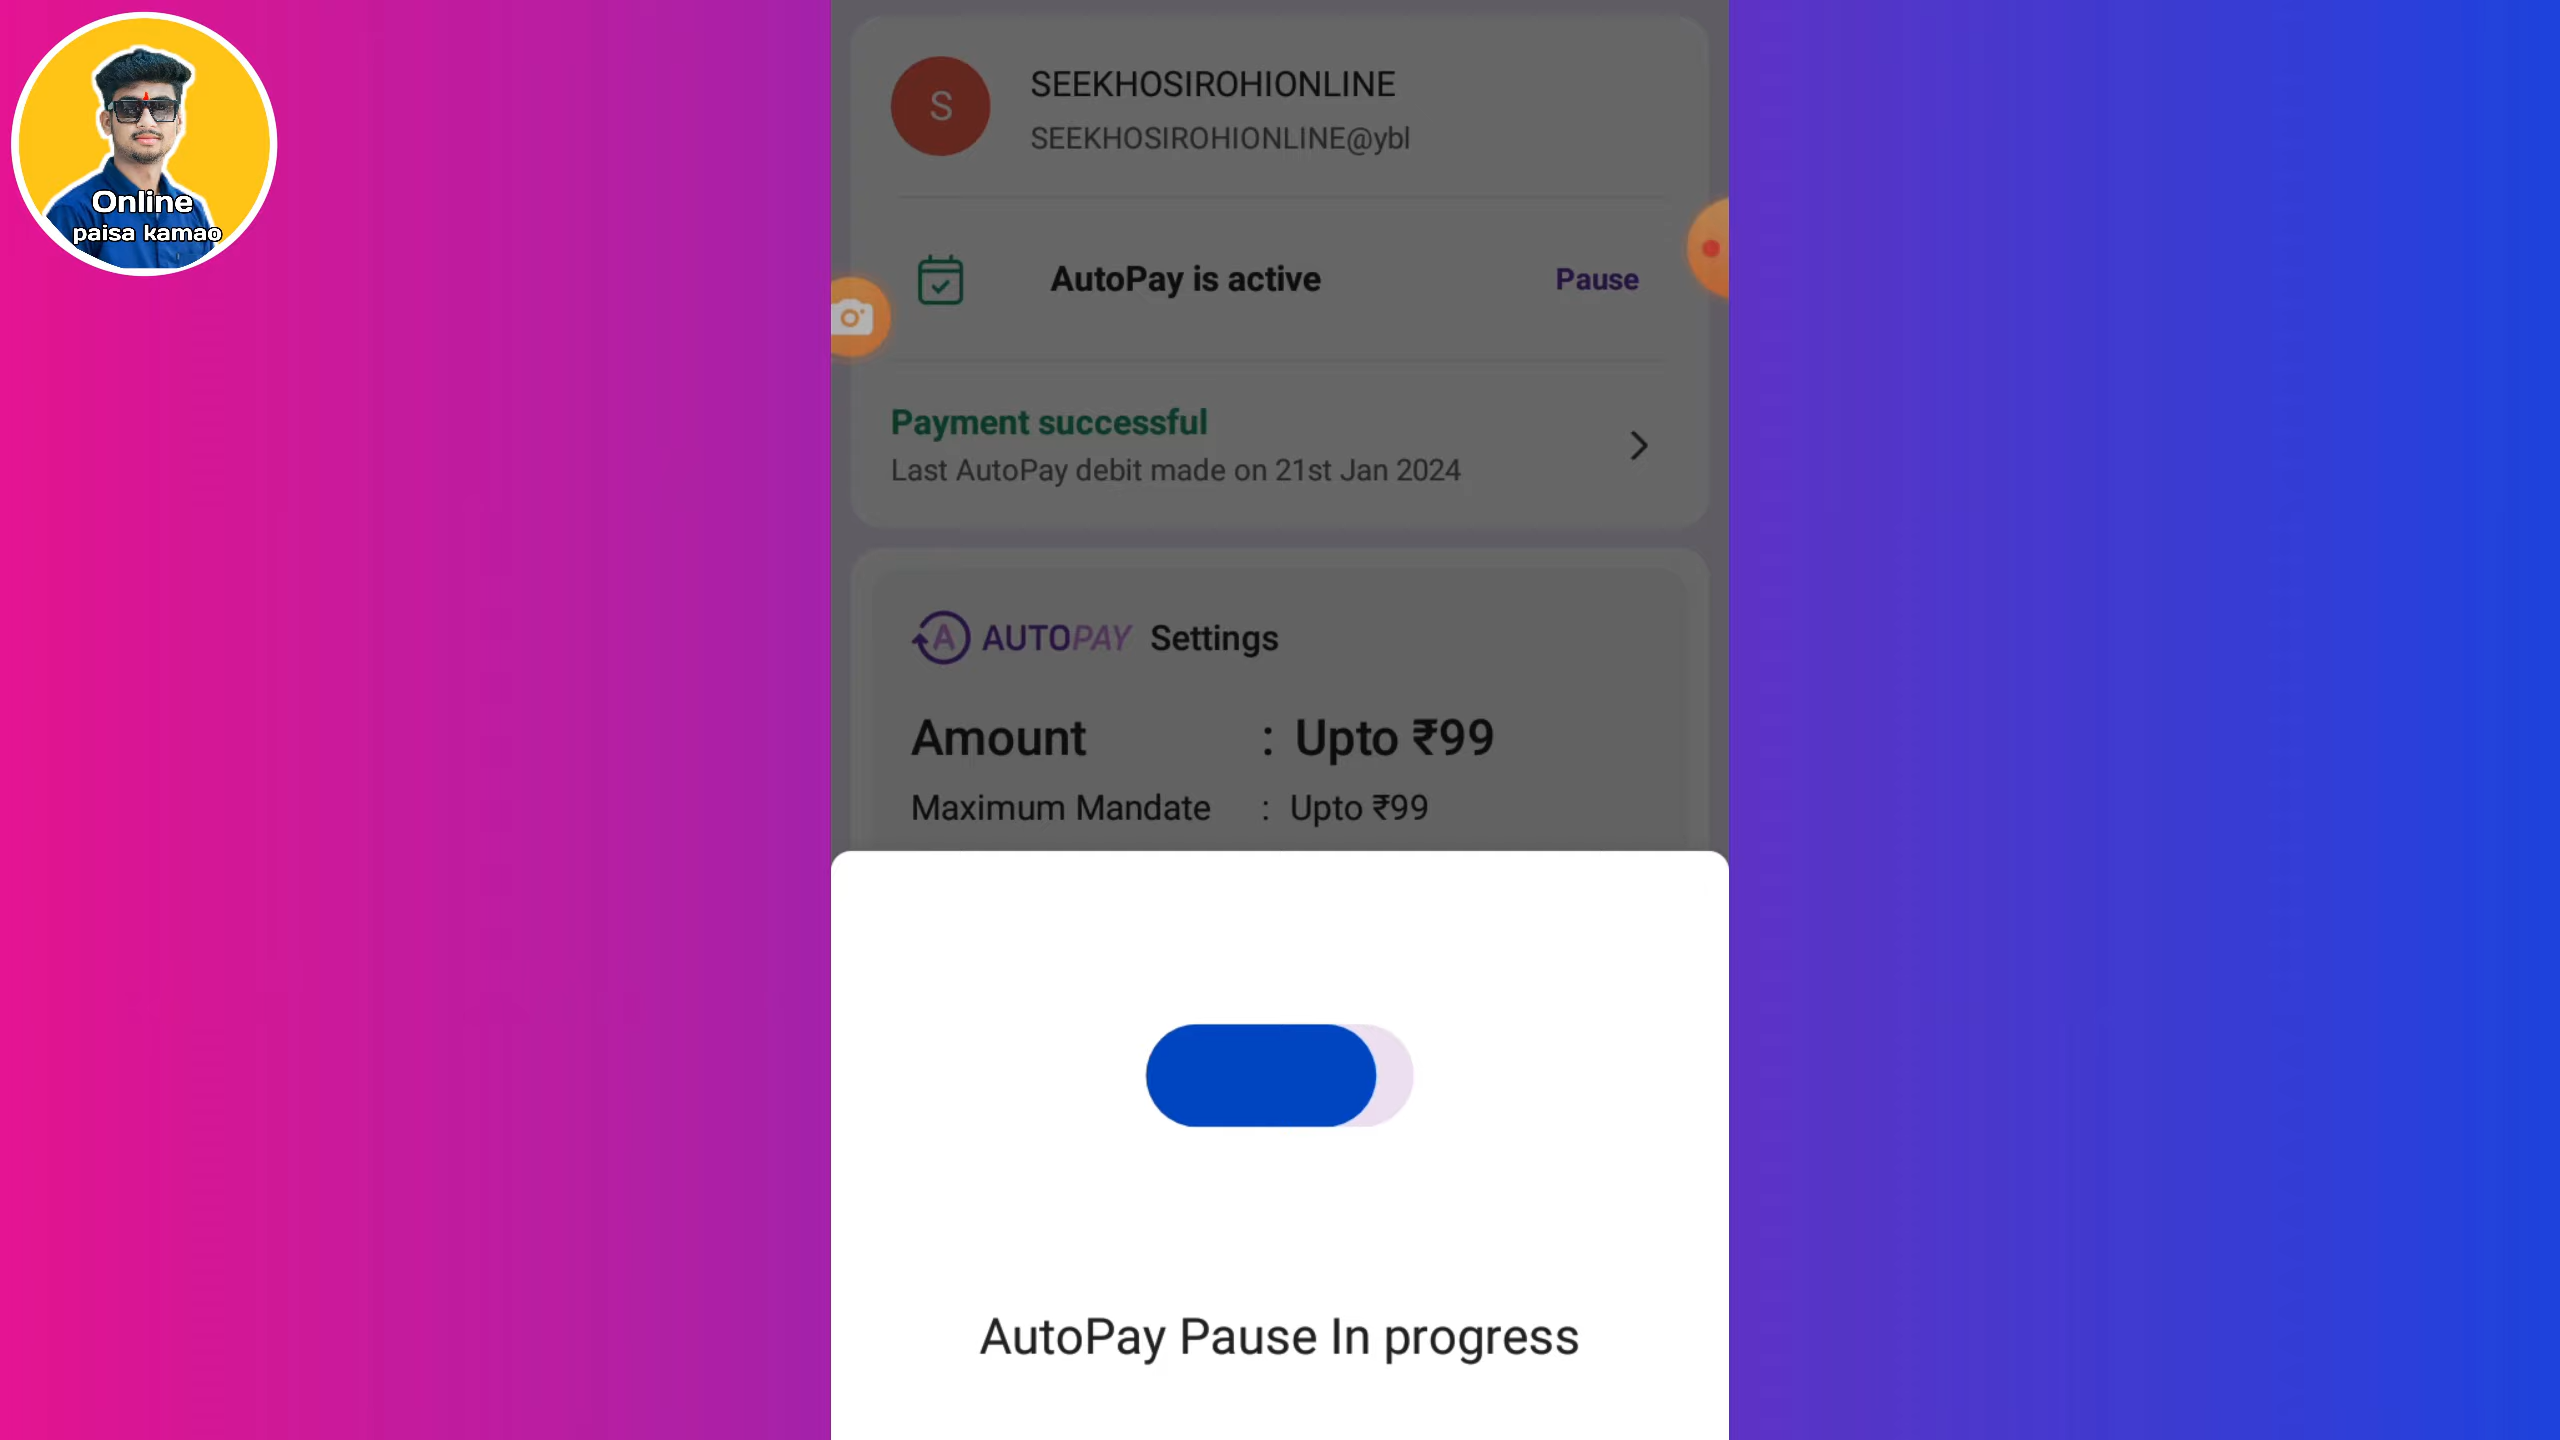 Online
paisa kamao
S
SEEKHOSIROHIONLINE
SEEKHOSIROHIONLINE@ybl
AutoPay is active
Pause
Payment successful
Last AutoPay debit made on 21st Jan 2024
A AUTOPAY Settings
Amount : Upto ₹99
Maximum Mandate : Upto ₹99
AutoPay Pause In progress